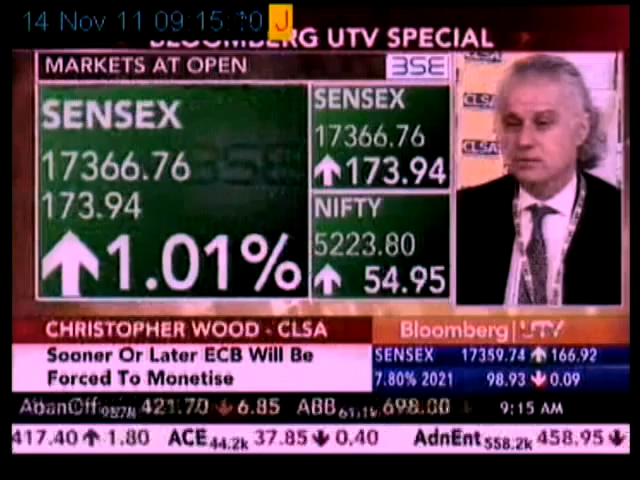 14 Nov 11 09:15:10 J
BLOOMBERG UTV SPECIAL
MARKETS AT OPEN
BSE
SENSEX
17366.76
173.94
1.01%
SENSEX
17366.76
173.94
NIFTY
5223.80
54.95
CLSA
CLSA
CHRISTOPHER WOOD - CLSA
Sooner Or Later ECB Will Be
Forced To Monetise
Bloomberg UTV
SENSEX 17359.74 166.92
7.80% 2021 98.93 0.09
AbanOff 421.70 6.85 ABB 698.00 9:15 AM
417.40 1.80 ACE 44.2k 37.85 0.40 AdnEnt 558.2k 458.95